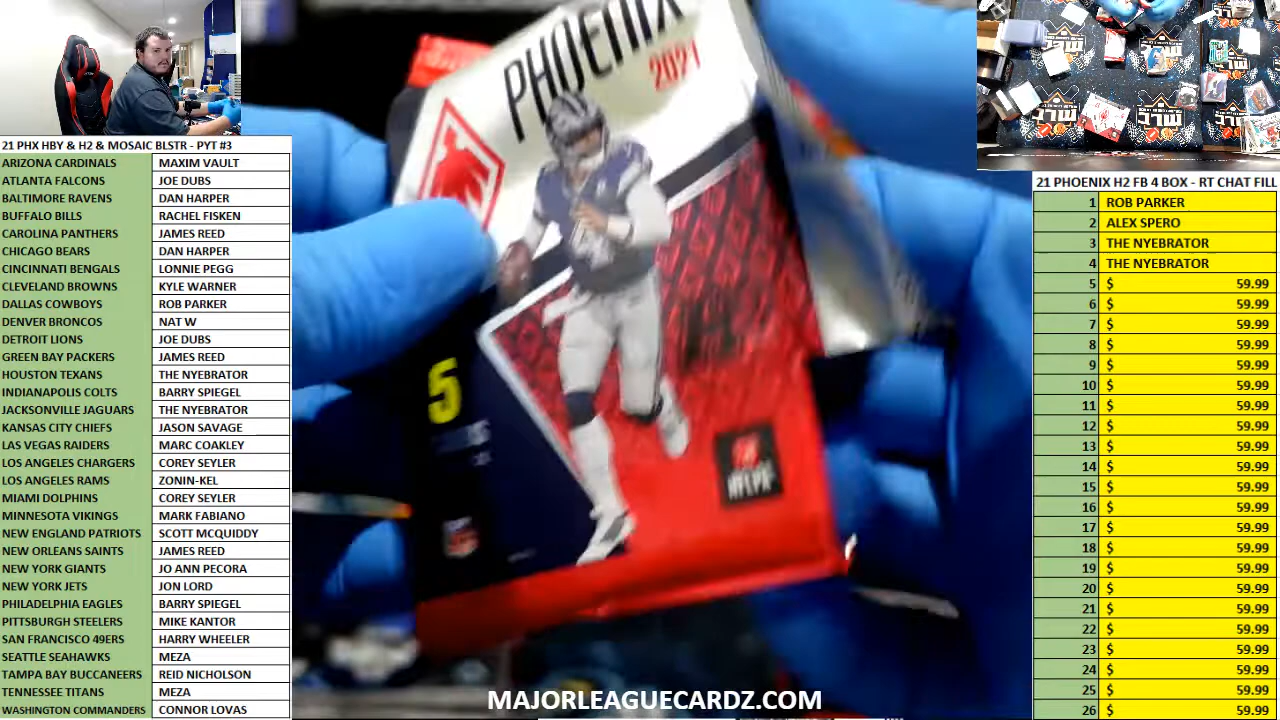 21 PHX HBY & H2 & MOSAIC BLSTR - PYT #3
ARIZONA CARDINALS MAXIM VAULT
ATLANTA FALCONS JOE DUBS
BALTIMORE RAVENS DAN HARPER
BUFFALO BILLS RACHEL FISKEN
CAROLINA PANTHERS JAMES REED
CHICAGO BEARS DAN HARPER
CINCINNATI BENGALS LONNIE PEGG
CLEVELAND BROWNS KYLE WARNER
DALLAS COWBOYS ROB PARKER
DENVER BRONCOS NAT W
DETROIT LIONS JOE DUBS
GREEN BAY PACKERS JAMES REED
HOUSTON TEXANS THE NYEBRATOR
INDIANAPOLIS COLTS BARRY SPIEGEL
JACKSONVILLE JAGUARS THE NYEBRATOR
KANSAS CITY CHIEFS JASON SAVAGE
LAS VEGAS RAIDERS MARC COAKLEY
LOS ANGELES CHARGERS COREY SEYLER
LOS ANGELES RAMS ZONIN-KEL
MIAMI DOLPHINS COREY SEYLER
MINNESOTA VIKINGS MARK FABIANO
NEW ENGLAND PATRIOTS SCOTT MCQUIDDY
NEW ORLEANS SAINTS JAMES REED
NEW YORK GIANTS JO ANN PECORA
NEW YORK JETS JON LORD
PHILADELPHIA EAGLES BARRY SPIEGEL
PITTSBURGH STEELERS MIKE KANTOR
SAN FRANCISCO 49ERS HARRY WHEELER
SEATTLE SEAHAWKS MEZA
TAMPA BAY BUCCANEERS REID NICHOLSON
TENNESSEE TITANS MEZA
WASHINGTON COMMANDERS CONNOR LOVAS
PHOENIX
2021
5
NFLPA
MAJORLEAGUECARDZ.COM
21 PHOENIX H2 FB 4 BOX - RT CHAT FILL
1 ROB PARKER
2 ALEX SPERO
3 THE NYEBRATOR
4 THE NYEBRATOR
5 $ 59.99
6 $ 59.99
7 $ 59.99
8 $ 59.99
9 $ 59.99
10 $ 59.99
11 $ 59.99
12 $ 59.99
13 $ 59.99
14 $ 59.99
15 $ 59.99
16 $ 59.99
17 $ 59.99
18 $ 59.99
19 $ 59.99
20 $ 59.99
21 $ 59.99
22 $ 59.99
23 $ 59.99
24 $ 59.99
25 $ 59.99
26 $ 59.99